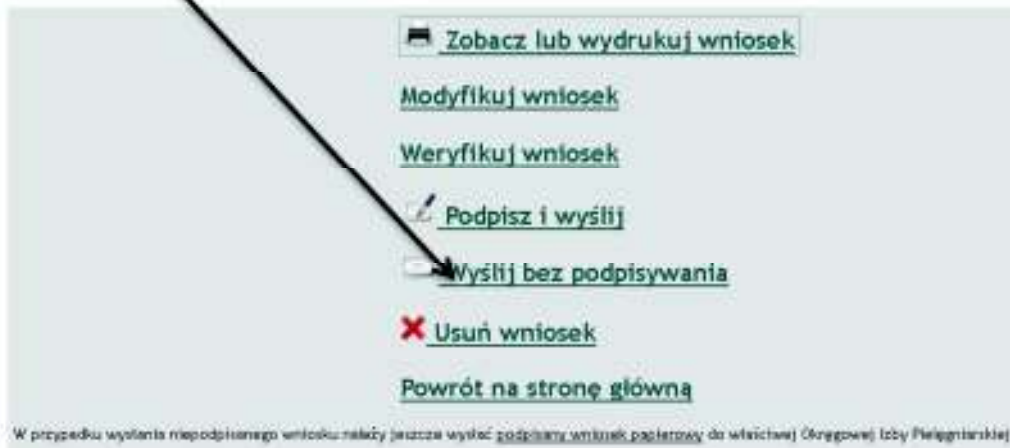 Zobacz lub wydrukuj wniosek
Modyfikuj wniosek
Weryfikuj wniosek
Podpisz i wyślij
Wyślij bez podpisywania
Usuń wniosek
Powrót na stronę główną
W przypadku wysłania niepodpisanego wniosku należy jeszcze wysłać podpisany wniosek papierowy do właściwej Okręgowej Izby Pielęgniarskiej